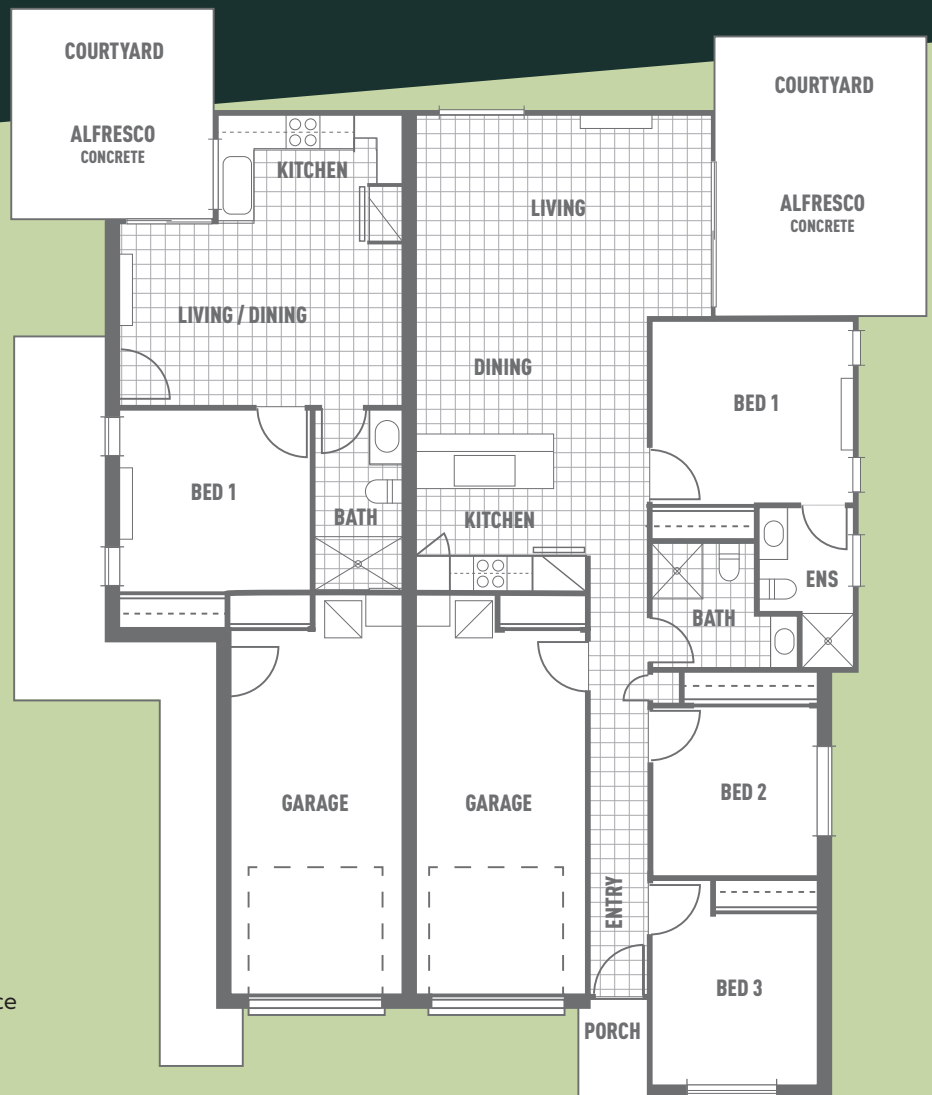 COURTYARD
ALFRESCO
CONCRETE
COURTYARD
ALFRESCO
CONCRETE
KITCHEN
LIVING
LIVING / DINING
DINING
BED 1
BED 1
BATH
KITCHEN
ENS
BATH
GARAGE
GARAGE
BED 2
ENTRY
BED 3
PORCH